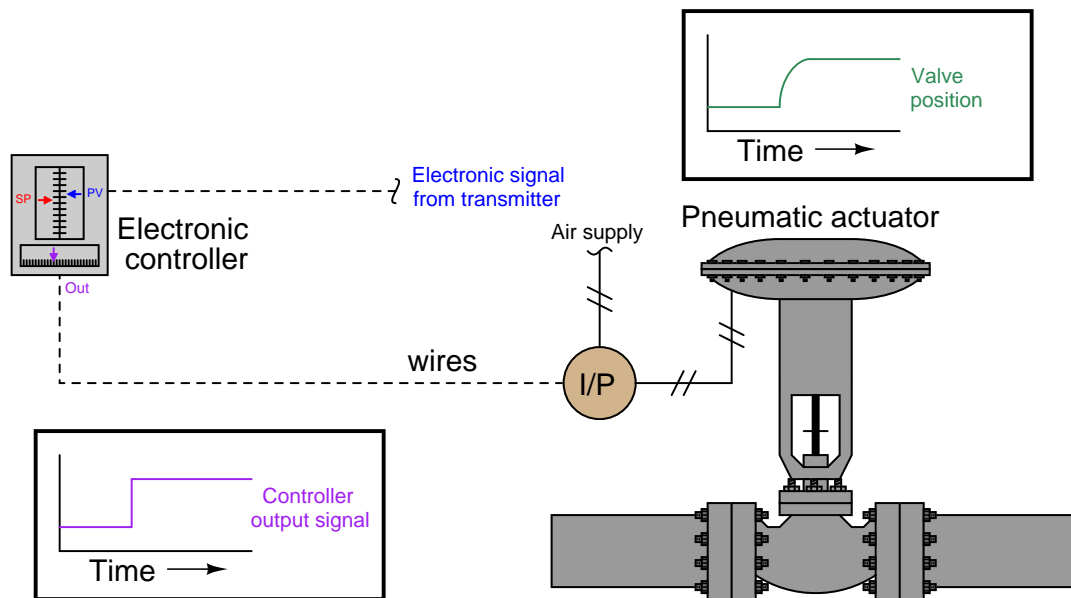 Valve
position
Time
Electronic signal
from transmitter
SP
PV
Electronic
controller
Out
Air supply
Pneumatic actuator
wires
I/P
Controller
output signal
Time